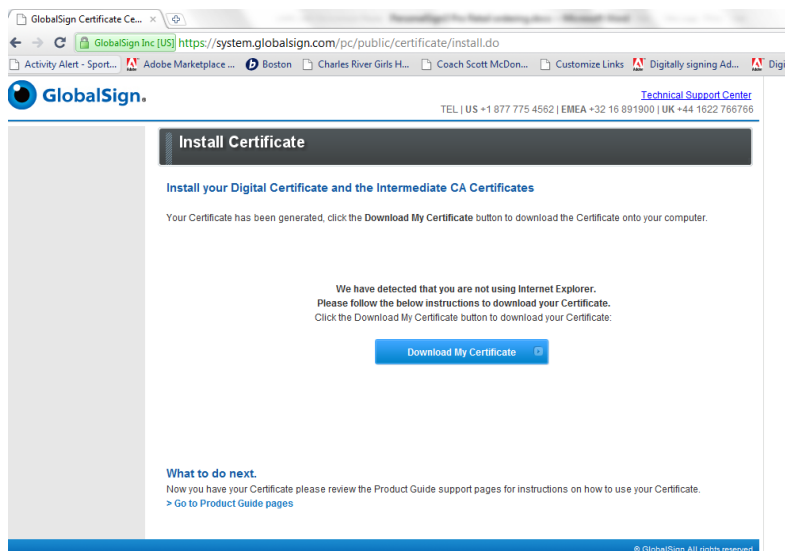 GlobalSign Certificate Ce...
GlobalSign Inc [US] https://system.globalsign.com/pc/public/certificate/install.do
Activity Alert - Sport... Adobe Marketplace ... Boston Charles River Girls H... Coach Scott McDon... Customize Links Digitally signing Ad... Digi
GlobalSign.
Technical Support Center
TEL | US +1 877 775 4562 | EMEA +32 16 891900 | UK +44 1622 766766
Install Certificate
Install your Digital Certificate and the Intermediate CA Certificates
Your Certificate has been generated, click the Download My Certificate button to download the Certificate onto your computer.
We have detected that you are not using Internet Explorer.
Please follow the below instructions to download your Certificate.
Click the Download My Certificate button to download your Certificate:
Download My Certificate
What to do next.
Now you have your Certificate please review the Product Guide support pages for instructions on how to use your Certificate.
> Go to Product Guide pages
© GlobalSign All rights reserved